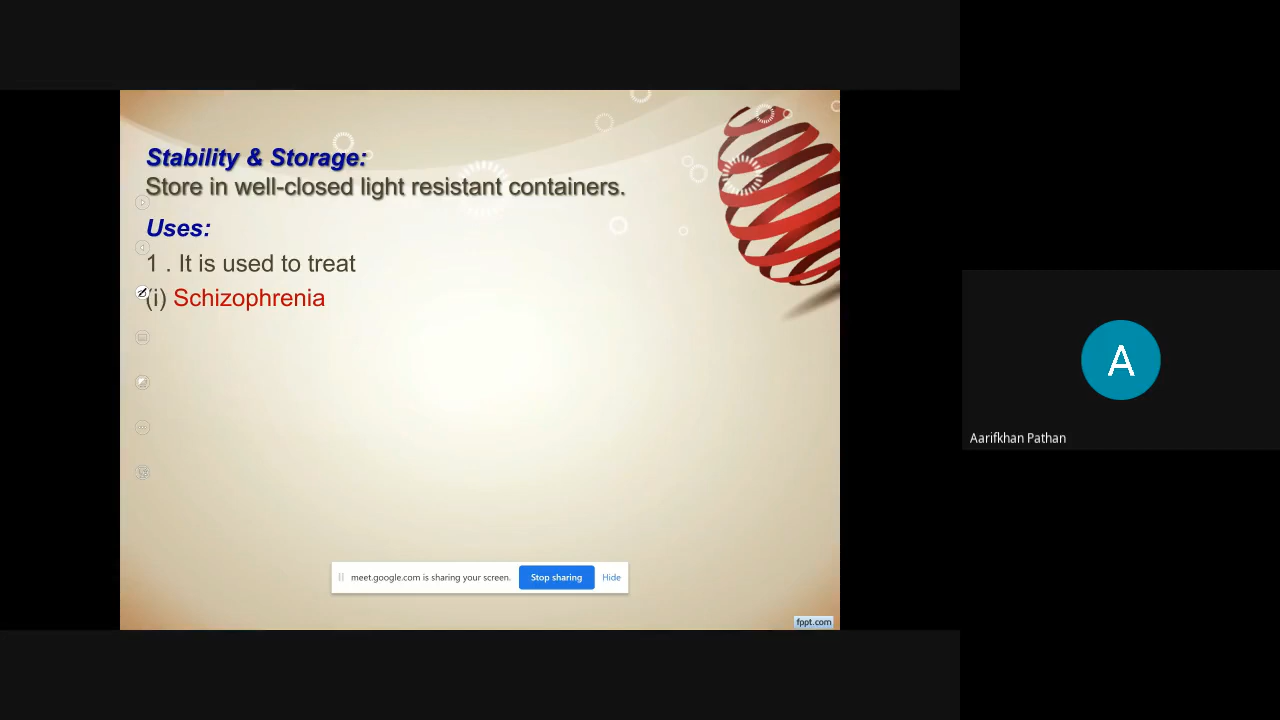 Stability & Storage:
Store in well-closed light resistant containers.
Uses:
1 . It is used to treat
(i) Schizophrenia
meet.google.com is sharing your screen.
Stop sharing
Hide
fppt.com
A
Aarifkhan Pathan